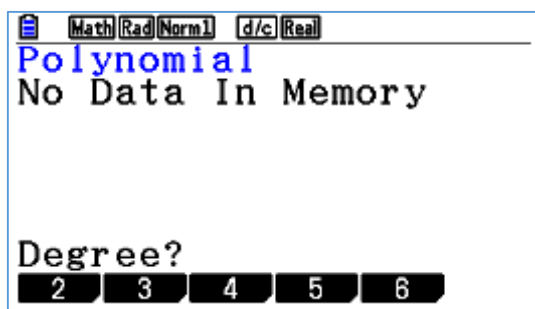 Math Rad Norm1 d/c Real
Polynomial
No Data In Memory
Degree?
2 3 4 5 6